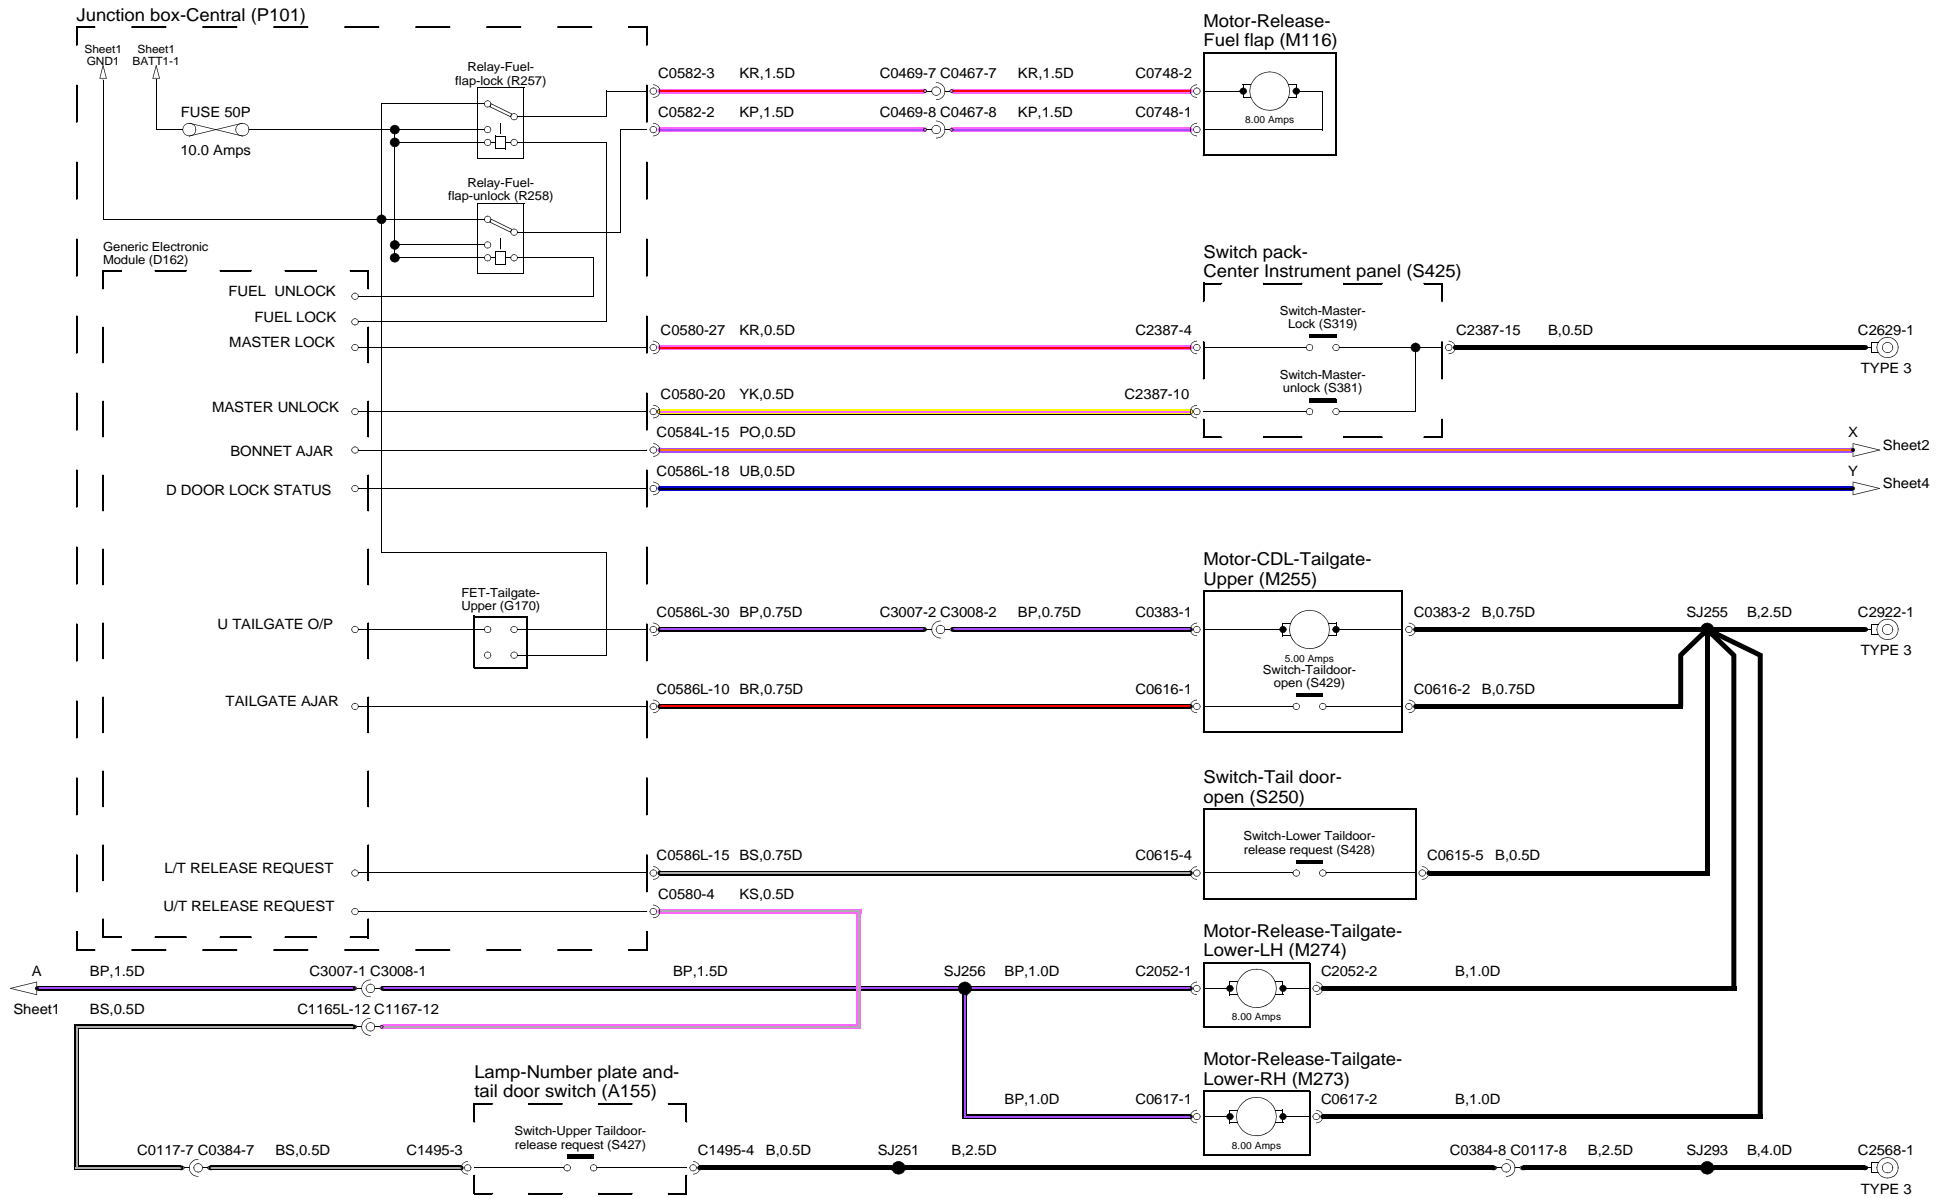 Junction box-Central (P101)
Sheet1
GND1
Sheet1
BATT1-1
FUSE 50P
10.0 Amps
Relay-Fuel-
flap-lock (R257)
Relay-Fuel-
flap-unlock (R258)
C0582-3 KR,1.5D C0469-7 C0467-7 KR,1.5D C0748-2
C0582-2 KP,1.5D C0469-8 C0467-8 KP,1.5D C0748-1
Motor-Release-
Fuel flap (M116)
8.00 Amps
Generic Electronic
Module (D162)
FUEL UNLOCK
FUEL LOCK
MASTER LOCK
MASTER UNLOCK
BONNET AJAR
D DOOR LOCK STATUS
Switch pack-
Center Instrument panel (S425)
Switch-Master-
Lock (S319)
C0580-27 KR,0.5D C2387-4
C2387-15 B,0.5D C2629-1
TYPE 3
Switch-Master-
unlock (S381)
C0580-20 YK,0.5D C2387-10
C0584L-15 PO,0.5D X
Sheet2
C0586L-18 UB,0.5D Y
Sheet4
U TAILGATE O/P
FET-Tailgate-
Upper (G170)
C0586L-30 BP,0.75D C3007-2 C3008-2 BP,0.75D C0383-1
Motor-CDL-Tailgate-
Upper (M255)
5.00 Amps
Switch-Taildoor-
open (S429)
C0383-2 B,0.75D SJ255 B,2.5D C2922-1
TYPE 3
TAILGATE AJAR
C0586L-10 BR,0.75D C0616-1
C0616-2 B,0.75D
Switch-Tail door-
open (S250)
Switch-Lower Taildoor-
release request (S428)
L/T RELEASE REQUEST
C0586L-15 BS,0.75D C0615-4
C0615-5 B,0.5D
U/T RELEASE REQUEST
C0580-4 KS,0.5D
Motor-Release-Tailgate-
Lower-LH (M274)
8.00 Amps
A BP,1.5D C3007-1 C3008-1 BP,1.5D SJ256 BP,1.0D C2052-1
C2052-2 B,1.0D
Sheet1
BS,0.5D C1165L-12 C1167-12
Motor-Release-Tailgate-
Lower-RH (M273)
8.00 Amps
BP,1.0D C0617-1
C0617-2 B,1.0D
Lamp-Number plate and-
tail door switch (A155)
Switch-Upper Taildoor-
release request (S427)
C0117-7 C0384-7 BS,0.5D C1495-3
C1495-4 B,0.5D SJ251 B,2.5D C0384-8 C0117-8 B,2.5D SJ293 B,4.0D C2568-1
TYPE 3